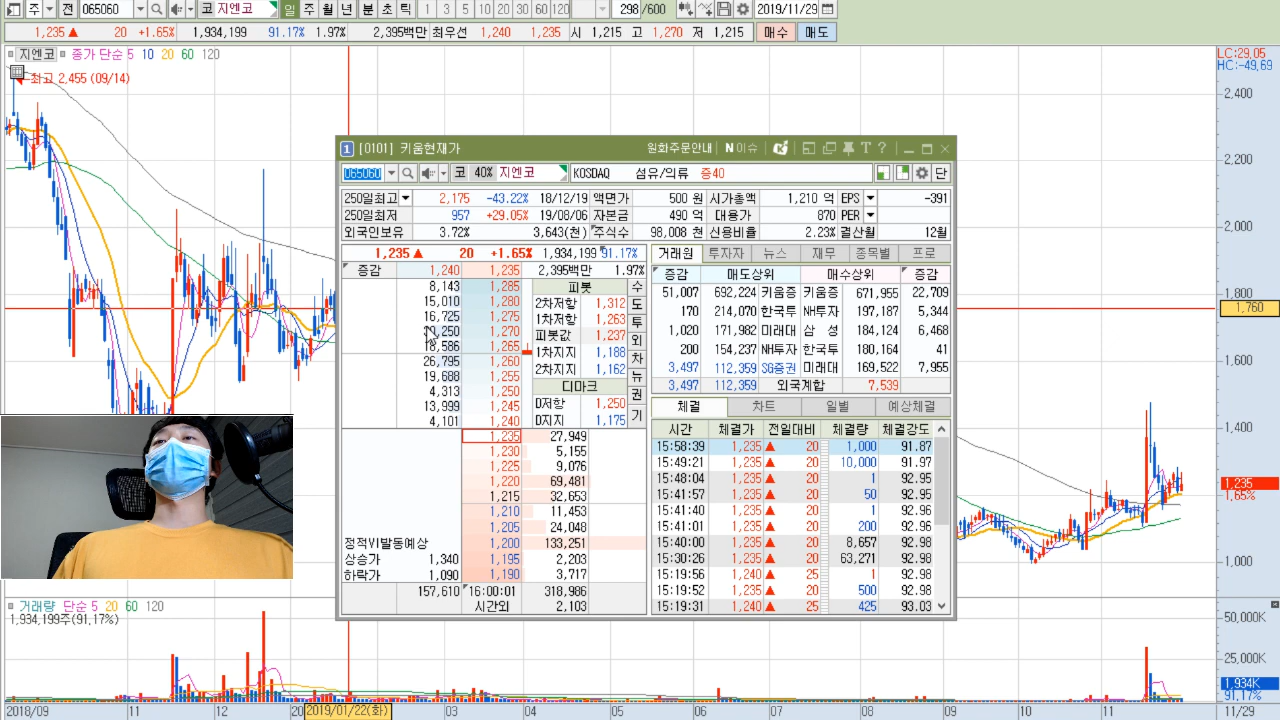 주 전 065060 코 지엔코 일 주 월 년 분 초 틱 1 3 5 10 20 30 60 120 298 /600 2019/11/29
1,235 ▲ 20 +1.65% 1,934,199 91.17% 1.97% 2,395백만 최우선 1,240 1,235 시 1,215 고 1,270 저 1,215 매수 매도
지엔코 종가 단순 5 10 20 60 120
최고 2,455 (09/14)
LC:29.05
HC:-49.69
2,400
2,200
2,000
1,800
1,760
1,600
1,400
1,235
1.65%
1,000
1 [0101] 키움현재가 원화주문안내 N이슈 T ?
065060 코 40% 지엔코 KOSDAQ 섬유/의류 증40 단
250일최고 2,175 -43.22% 18/12/19 액면가 500 원 시가총액 1,210 억 EPS -391
250일최저 957 +29.05% 19/08/06 자본금 490 억 대용가 870 PER
외국인보유 3.72% 3,643(천) 주식수 98,008 천 신용비율 2.23% 결산월 12월
1,235 ▲ 20 +1.65% 1,934,199 91.17%
증감 1,240 1,235 2,395백만 1.97%
8,143 1,285 피봇 수
15,010 1,280 2차저항 1,312 도
16,725 1,275 1차저항 1,263 투
1,270 피봇값 1,237 외
18,586 1,265 1차지지 1,188 차
26,795 1,260 2차지지 1,162 뉴
19,688 1,255 디마크 권
4,313 1,250 기
13,999 1,245 D저항 1,250
4,101 1,240 D지지 1,175
1,235 27,949
1,230 5,155
1,225 9,076
1,220 69,481
1,215 32,653
1,210 11,453
1,205 24,048
정적VI발동예상 1,200 133,251
상승가 1,340 1,195 2,203
하락가 1,090 1,190 3,717
157,610 16:00:01 318,986
시간외 2,103
거래원 투자자 뉴스 재무 종목별 프로
증감 매도상위 매수상위 증감
51,007 692,224 키움증 키움증 671,955 22,709
170 214,070 한국투 NH투자 197,187 5,344
1,020 171,982 미래대 삼 성 184,124 6,468
200 154,237 NH투자 한국투 180,164 41
3,497 112,359 SG증권 미래대 169,522 7,955
3,497 112,359 외국계합 7,539
체결 차트 일별 예상체결
시간 체결가 전일대비 체결량 체결강도
15:58:39 1,235 ▲ 20 1,000 91.87
15:49:21 1,235 ▲ 20 10,000 91.97
15:48:04 1,235 ▲ 20 1 92.95
15:41:57 1,235 ▲ 20 50 92.95
15:41:40 1,235 ▲ 20 1 92.96
15:41:01 1,235 ▲ 20 200 92.96
15:40:00 1,235 ▲ 20 8,657 92.98
15:30:26 1,235 ▲ 20 63,271 92.98
15:19:56 1,240 ▲ 25 1 92.98
15:19:52 1,235 ▲ 20 500 92.98
15:19:31 1,240 ▲ 25 425 93.03
거래량 단순 5 20 60 120
1,934,199주(91.17%)
50,000K
25,000K
1,934K
91.17%
2018/09 11 12 20 2019/01/22(화) 03 04 05 06 07 08 09 10 11 11/29